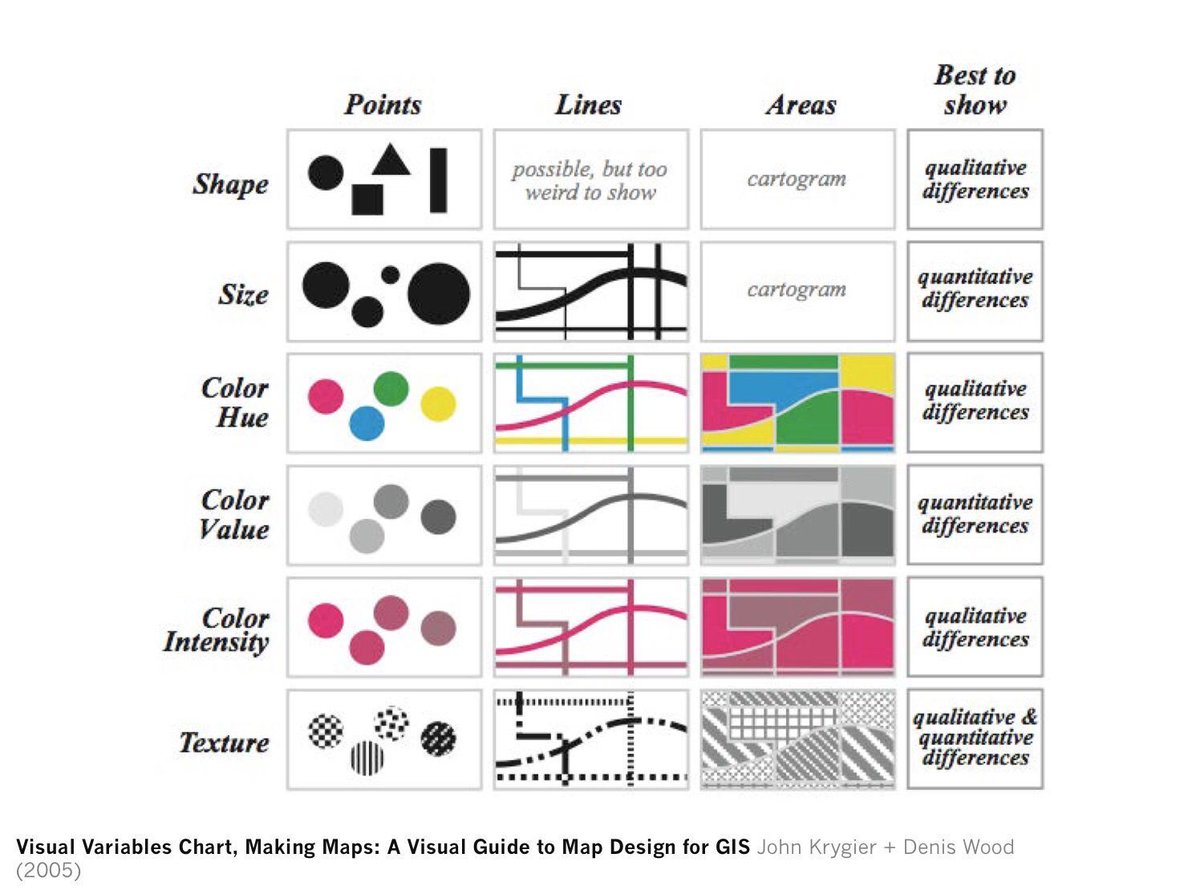 Points
Lines
Areas
Best to
show
Shape
possible, but too
weird to show
cartogram
qualitative
differences
Size
cartogram
quantitative
differences
Color
Hue
qualitative
differences
Color
Value
quantitative
differences
Color
Intensity
qualitative
differences
Texture
qualitative &
quantitative
differences
Visual Variables Chart, Making Maps: A Visual Guide to Map Design for GIS John Krygier + Denis Wood
(2005)